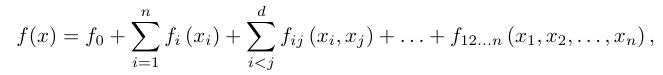 f(x) = f_0 + \sum_{i=1}^{n} f_i (x_i) + \sum_{i<j}^{d} f_{ij} (x_i, x_j) + \ldots + f_{12 \ldots n} (x_1, x_2, \ldots, x_n),